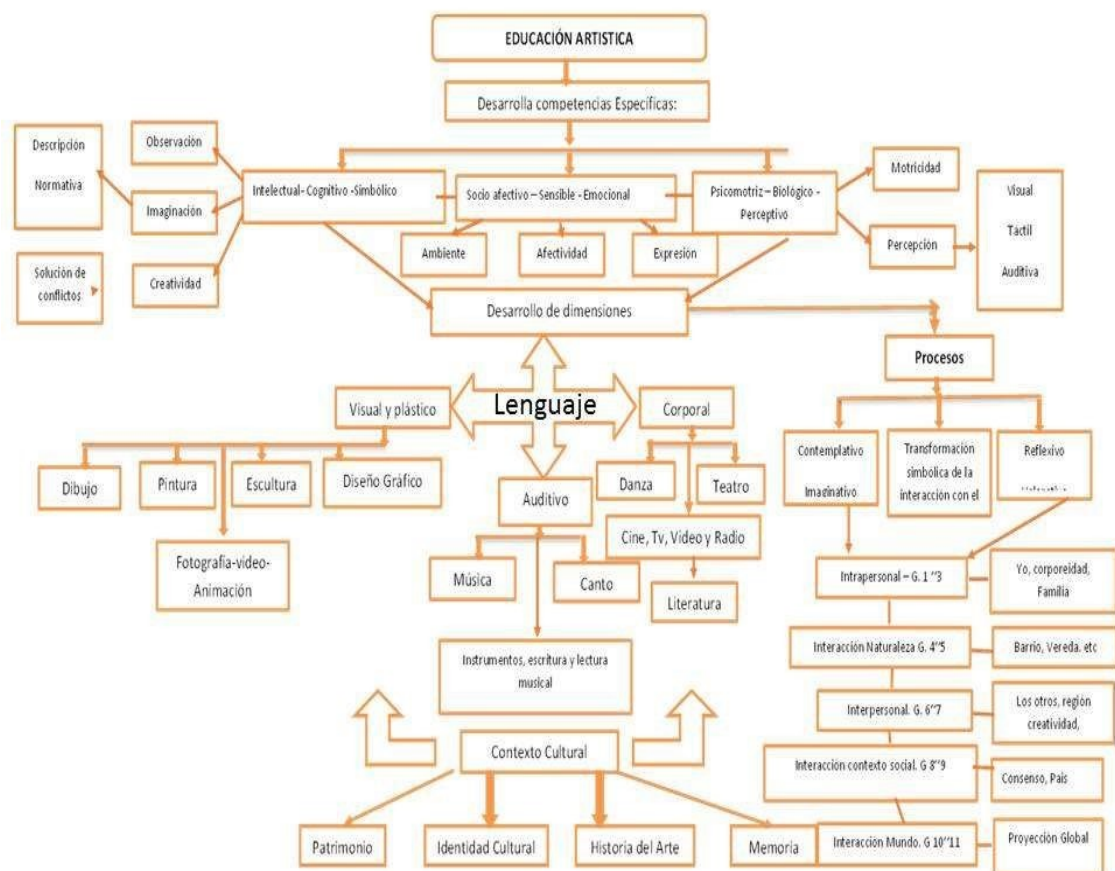 EDUCACIÓN ARTISTICA
Desarrolla competencias Específicas:
Descripción
Normativa
Observación
Imaginación
Creatividad
Solución de
conflictos
Intelectual- Cognitivo -Simbólico
Socio afectivo – Sensible - Emocional
Psicomotriz – Biológico -
Perceptivo
Motricidad
Percepción
Visual
Táctil
Auditiva
Ambiente
Afectividad
Expresión
Desarrollo de dimensiones
Procesos
Lenguaje
Visual y plástico
Corporal
Contemplativo
Imaginativo
Transformación
simbólica de la
interacción con el
Reflexivo
Dibujo
Pintura
Escultura
Diseño Gráfico
Fotografía-video-
Animación
Auditivo
Música
Canto
Instrumentos, escritura y lectura
musical
Danza
Teatro
Cine, Tv, Video y Radio
Literatura
Intrapersonal – G. 1 ¨3
Yo, corporeidad,
Familia
Interacción Naturaleza G. 4¨5
Barrio, Vereda. etc
Interpersonal. G. 6¨7
Los otros, región
creatividad,
Interacción contexto social. G 8¨9
Consenso, País
Interacción Mundo. G 10¨11
Proyección Global
Contexto Cultural
Patrimonio
Identidad Cultural
Historia del Arte
Memoria